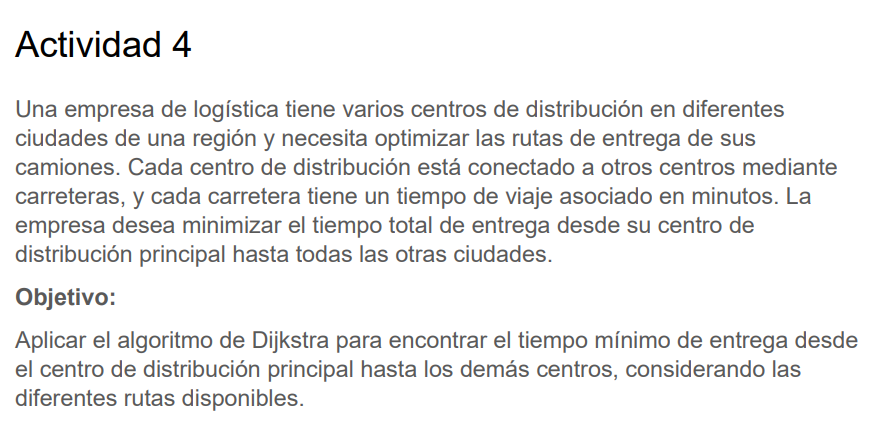 Actividad 4
Una empresa de logística tiene varios centros de distribución en diferentes
ciudades de una región y necesita optimizar las rutas de entrega de sus
camiones. Cada centro de distribución está conectado a otros centros mediante
carreteras, y cada carretera tiene un tiempo de viaje asociado en minutos. La
empresa desea minimizar el tiempo total de entrega desde su centro de
distribución principal hasta todas las otras ciudades.
Objetivo:
Aplicar el algoritmo de Dijkstra para encontrar el tiempo mínimo de entrega desde
el centro de distribución principal hasta los demás centros, considerando las
diferentes rutas disponibles.